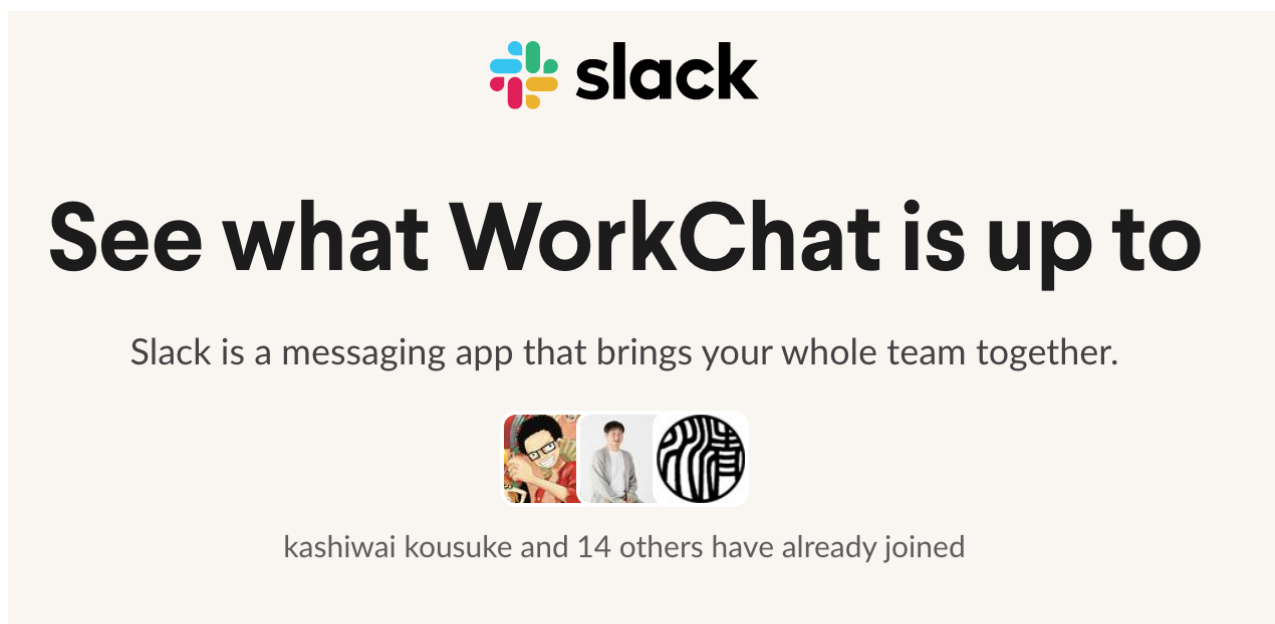 slack
See what WorkChat is up to
Slack is a messaging app that brings your whole team together.
kashiwai kousuke and 14 others have already joined